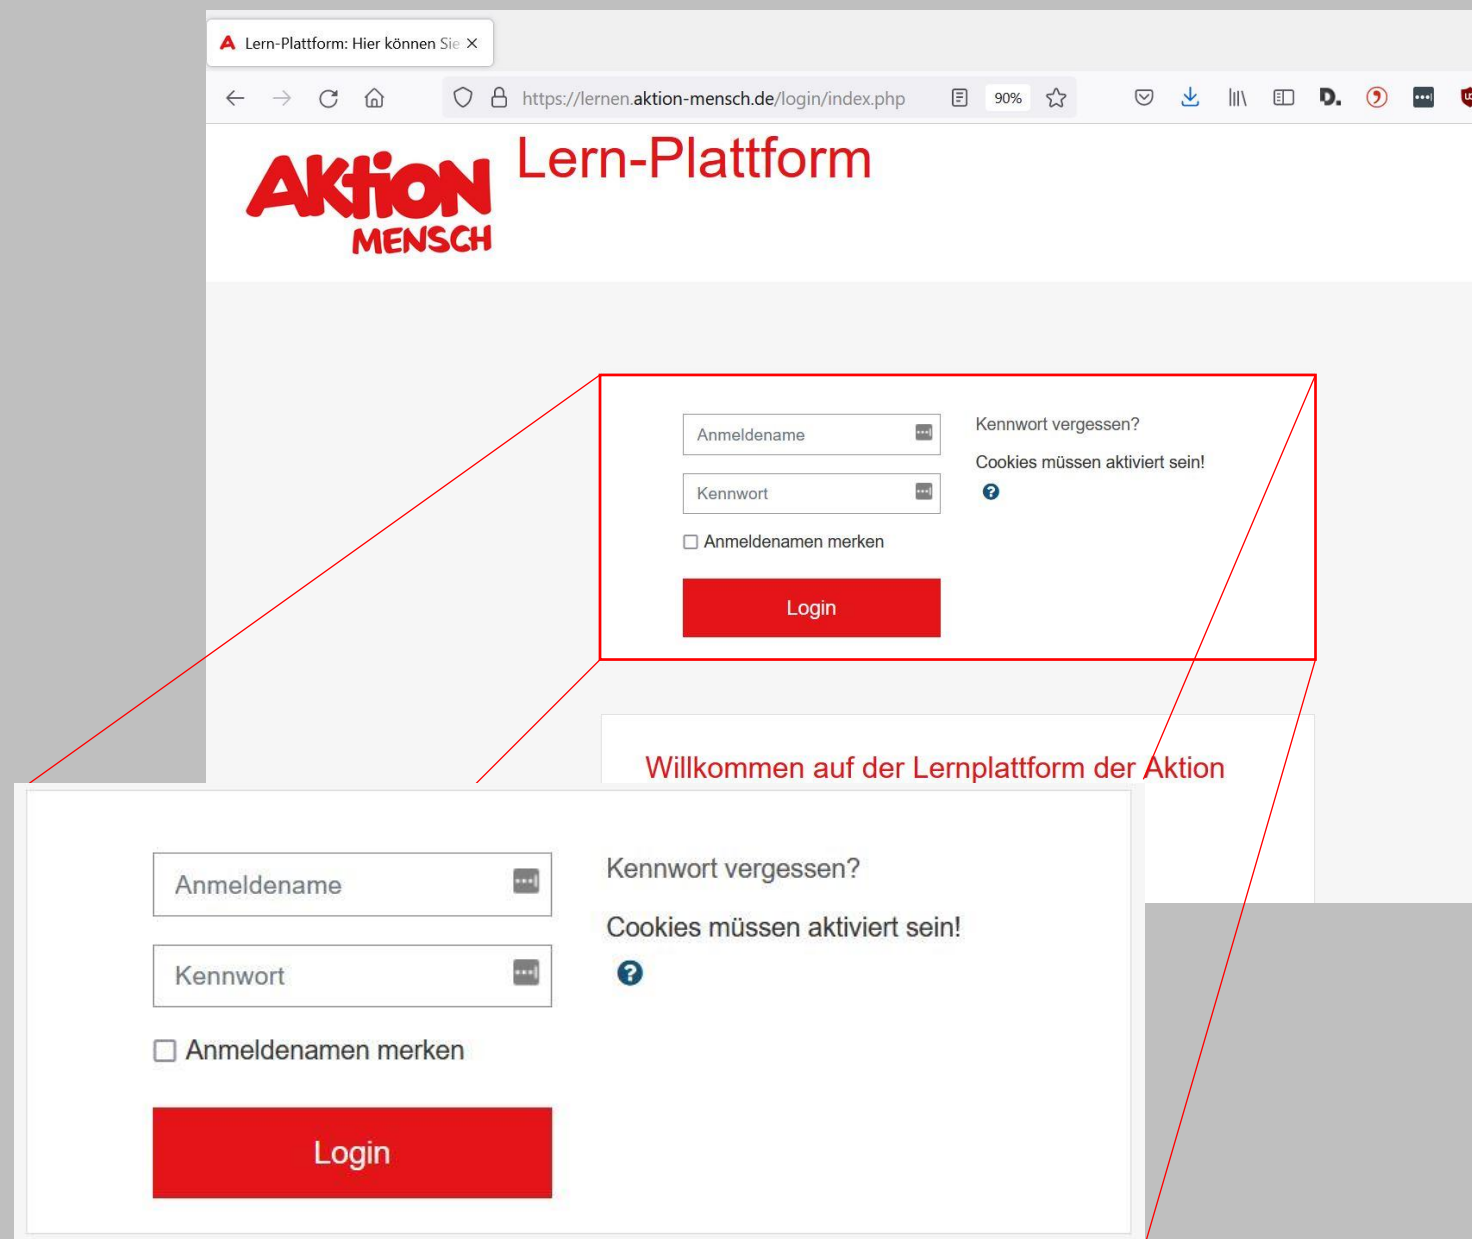 Lern-Plattform: Hier können Sie
https://lernen.aktion-mensch.de/login/index.php
90%
D.
AKTION
MENSCH
Lern-Plattform
Anmeldename
Kennwort vergessen?
Cookies müssen aktiviert sein!
Kennwort
Anmeldenamen merken
Login
Willkommen auf der Lernplattform der Aktion
Anmeldename
Kennwort vergessen?
Cookies müssen aktiviert sein!
Kennwort
Anmeldenamen merken
Login